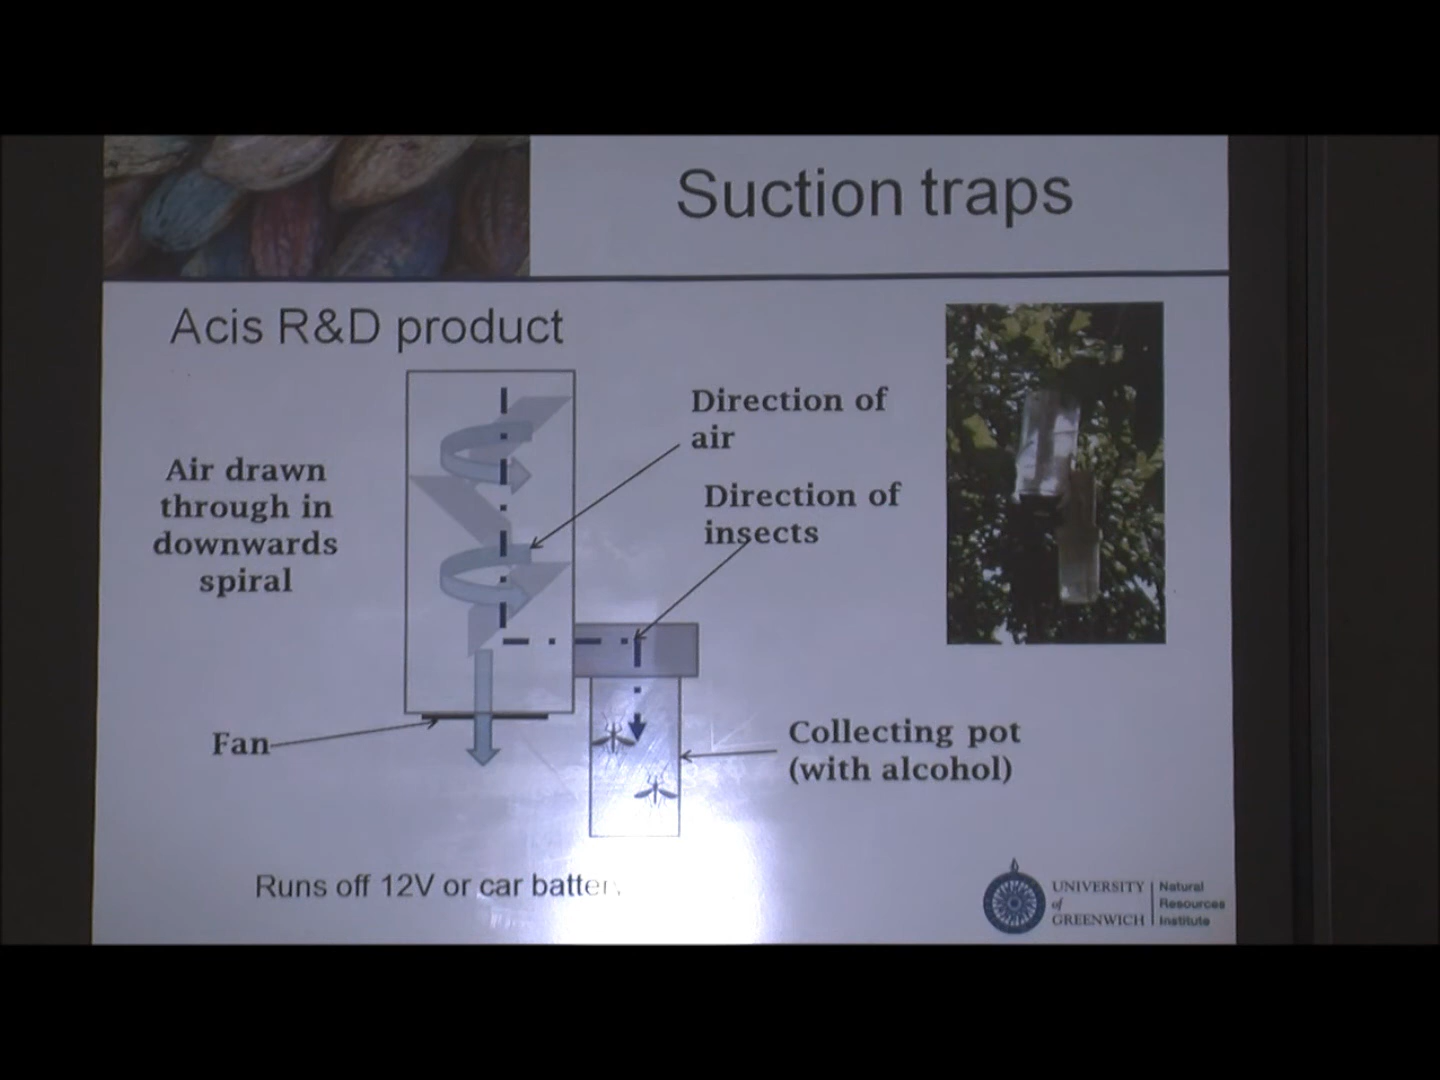 Suction traps
Acis R&D product
Direction of
air
Air drawn
through in
downwards
spiral
Direction of
insects
Fan
Collecting pot
(with alcohol)
Runs off 12V or car batter
UNIVERSITY
of
GREENWICH
Natural
Resources
Institute